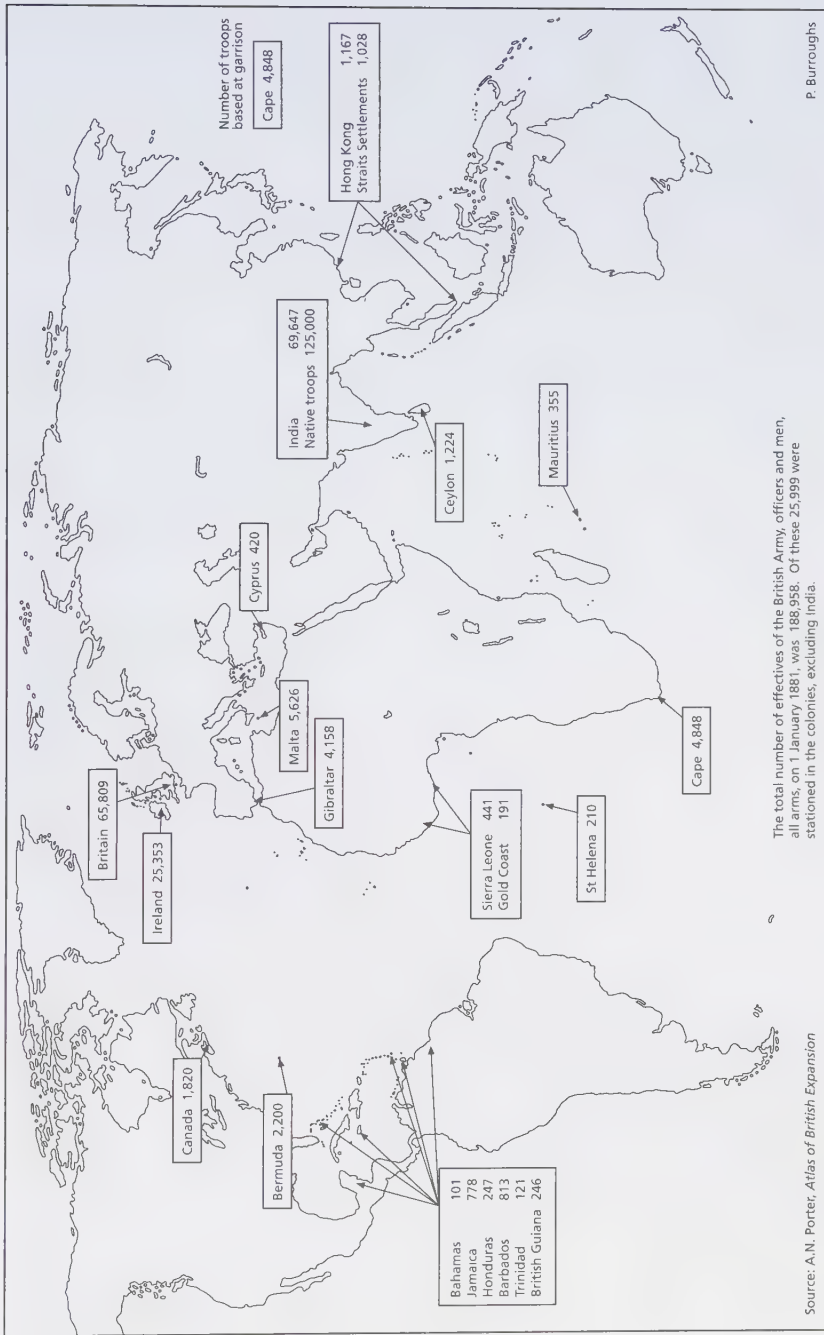 Number of troops
based at garrison
Cape 4,848
Britain 65,809
Ireland 25,353
Canada 1,820
Bermuda 2,200
Bahamas 101
Jamaica 778
Honduras 247
Barbados 813
Trinidad 121
British Guiana 246
Gibraltar 4,158
Malta 5,626
Cyprus 420
Sierra Leone 441
Gold Coast 191
St Helena 210
Cape 4,848
India 69,647
Native troops 125,000
Ceylon 1,224
Mauritius 355
Hong Kong 1,167
Straits Settlements 1,028
The total number of effectives of the British Army, officers and men,
all arms, on 1 January 1881, was 188,958. Of these 25,999 were
stationed in the colonies, excluding India.
Source: A.N. Porter, Atlas of British Expansion
P. Burroughs